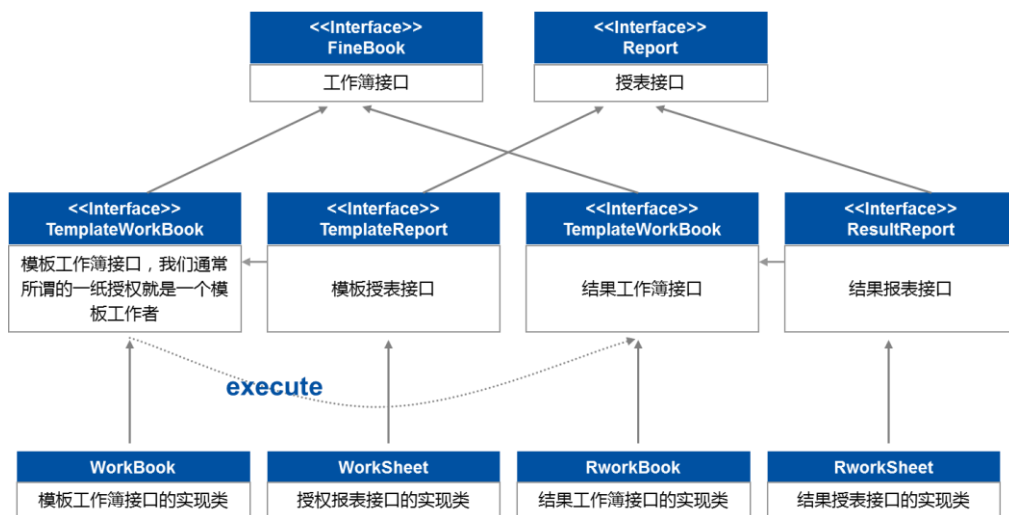 <<Interface>>
FineBook
工作簿接口
<<Interface>>
Report
授表接口
<<Interface>>
TemplateWorkBook
模板工作簿接口，我们通常
所谓的一纸授权就是一个模
板工作者
<<Interface>>
TemplateReport
模板授表接口
<<Interface>>
TemplateWorkBook
结果工作簿接口
<<Interface>>
ResultReport
结果报表接口
execute
WorkBook
模板工作簿接口的实现类
WorkSheet
授权报表接口的实现类
RworkBook
结果工作簿接口的实现类
RworkSheet
结果授表接口的实现类